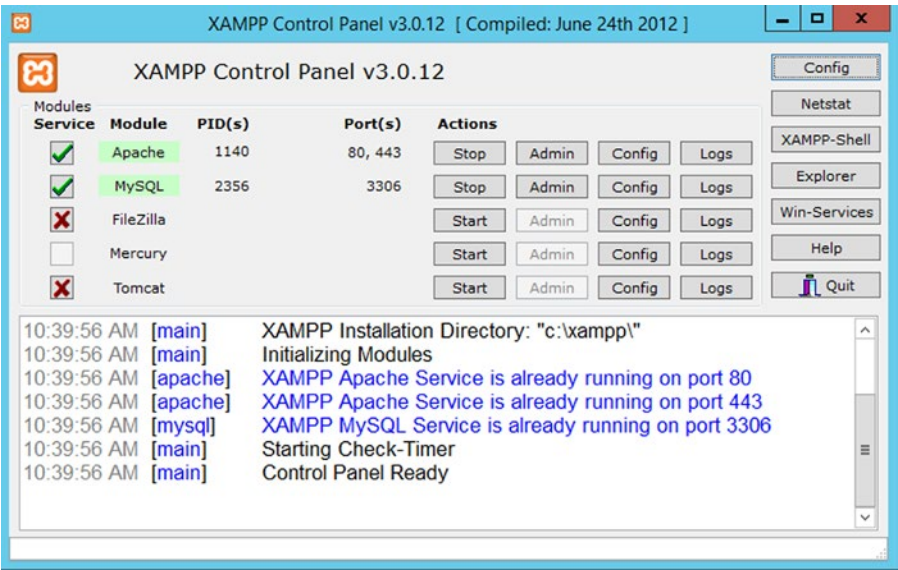 XAMPP Control Panel v3.0.12 [ Compiled: June 24th 2012 ]
XAMPP Control Panel v3.0.12
Config
Modules
Netstat
Service Module PID(s) Port(s) Actions
XAMPP-Shell
Apache 1140 80, 443 Stop Admin Config Logs
Explorer
MySQL 2356 3306 Stop Admin Config Logs
Win-Services
FileZilla Start Admin Config Logs
Help
Mercury Start Admin Config Logs
Quit
Tomcat Start Admin Config Logs
10:39:56 AM [main] XAMPP Installation Directory: "c:\xampp\"
10:39:56 AM [main] Initializing Modules
10:39:56 AM [apache] XAMPP Apache Service is already running on port 80
10:39:56 AM [apache] XAMPP Apache Service is already running on port 443
10:39:56 AM [mysql] XAMPP MySQL Service is already running on port 3306
10:39:56 AM [main] Starting Check-Timer
10:39:56 AM [main] Control Panel Ready